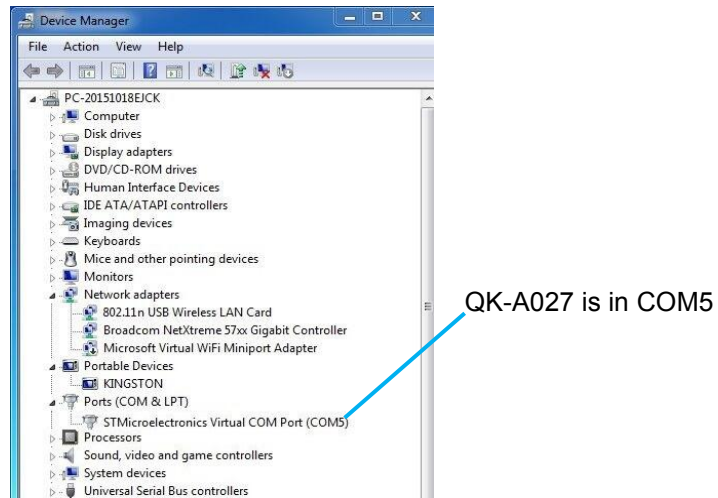 Device Manager
File Action View Help
PC-20151018EJCK
Computer
Disk drives
Display adapters
DVD/CD-ROM drives
Human Interface Devices
IDE ATA/ATAPI controllers
Imaging devices
Keyboards
Mice and other pointing devices
Monitors
Network adapters
802.11n USB Wireless LAN Card
Broadcom NetXtreme 57xx Gigabit Controller
Microsoft Virtual WiFi Miniport Adapter
Portable Devices
KINGSTON
Ports (COM & LPT)
STMicroelectronics Virtual COM Port (COM5)
Processors
Sound, video and game controllers
System devices
Universal Serial Bus controllers
QK-A027 is in COM5